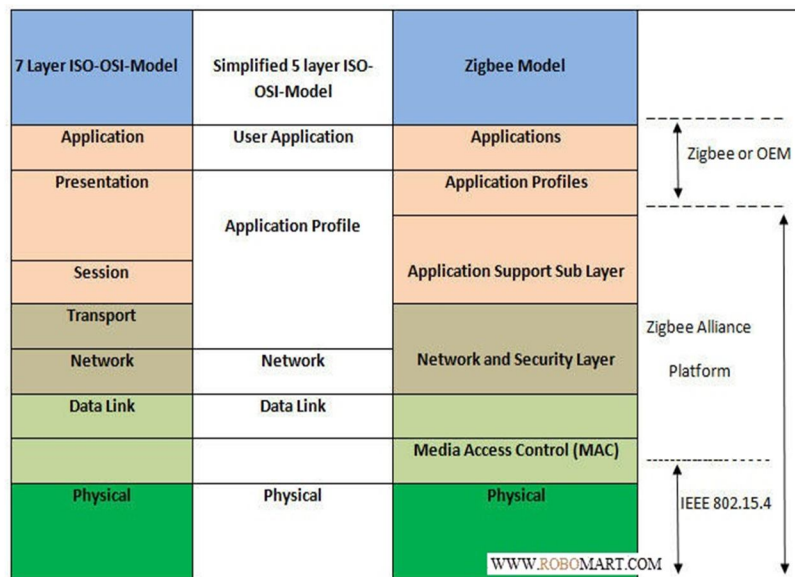 7 Layer ISO-OSI-Model
Simplified 5 layer ISO-
OSI-Model
Zigbee Model
Application
User Application
Applications
Zigbee or OEM
Presentation
Application Profile
Application Profiles
Session
Application Support Sub Layer
Transport
Zigbee Alliance
Platform
Network
Network
Network and Security Layer
Data Link
Data Link
Media Access Control (MAC)
Physical
Physical
Physical
IEEE 802.15.4
WWW.ROBOMART.COM